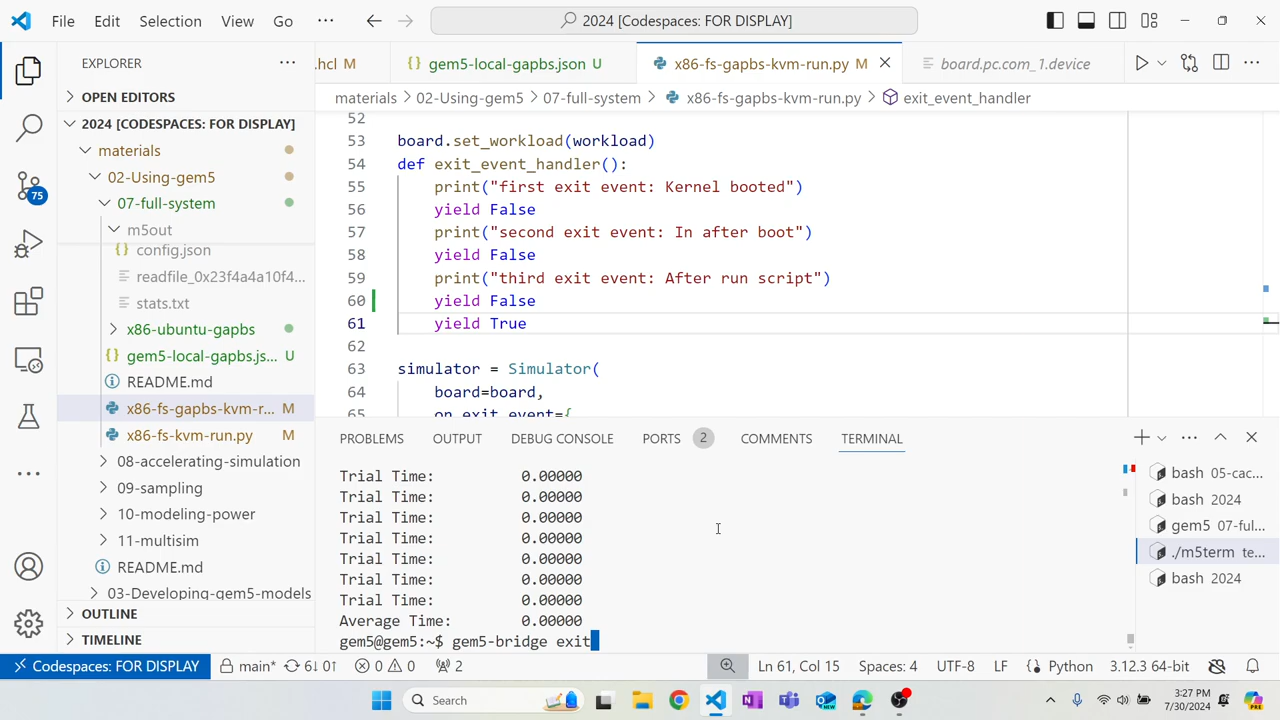 File Edit Selection View Go ··· 2024 [Codespaces: FOR DISPLAY]
EXPLORER
.hcl M
gem5-local-gapbs.json U
x86-fs-gapbs-kvm-run.py M
board.pc.com_1.device
OPEN EDITORS
materials > 02-Using-gem5 > 07-full-system > x86-fs-gapbs-kvm-run.py > exit_event_handler
2024 [CODESPACES: FOR DISPLAY]
materials
02-Using-gem5
07-full-system
m5out
config.json
readfile_0x23f4a4a10f4...
stats.txt
x86-ubuntu-gapbs
gem5-local-gapbs.js... U
README.md
x86-fs-gapbs-kvm-r... M
x86-fs-kvm-run.py M
08-accelerating-simulation
09-sampling
10-modeling-power
11-multisim
README.md
03-Developing-gem5-models
OUTLINE
TIMELINE
75
52
53 board.set_workload(workload)
54 def exit_event_handler():
55 print("first exit event: Kernel booted")
56 yield False
57 print("second exit event: In after boot")
58 yield False
59 print("third exit event: After run script")
60 yield False
61 yield True
62
63 simulator = Simulator(
64 board=board,
65 on_exit_event={
PROBLEMS OUTPUT DEBUG CONSOLE PORTS 2 COMMENTS TERMINAL
Trial Time: 0.00000
Trial Time: 0.00000
Trial Time: 0.00000
Trial Time: 0.00000
Trial Time: 0.00000
Trial Time: 0.00000
Trial Time: 0.00000
Average Time: 0.00000
gem5@gem5:~$ gem5-bridge exit
bash 05-cac...
bash 2024
gem5 07-ful...
./m5term te...
bash 2024
Codespaces: FOR DISPLAY main* 6↓ 0↑ 0 0 2 Ln 61, Col 15 Spaces: 4 UTF-8 LF Python 3.12.3 64-bit
Search
3:27 PM
7/30/2024